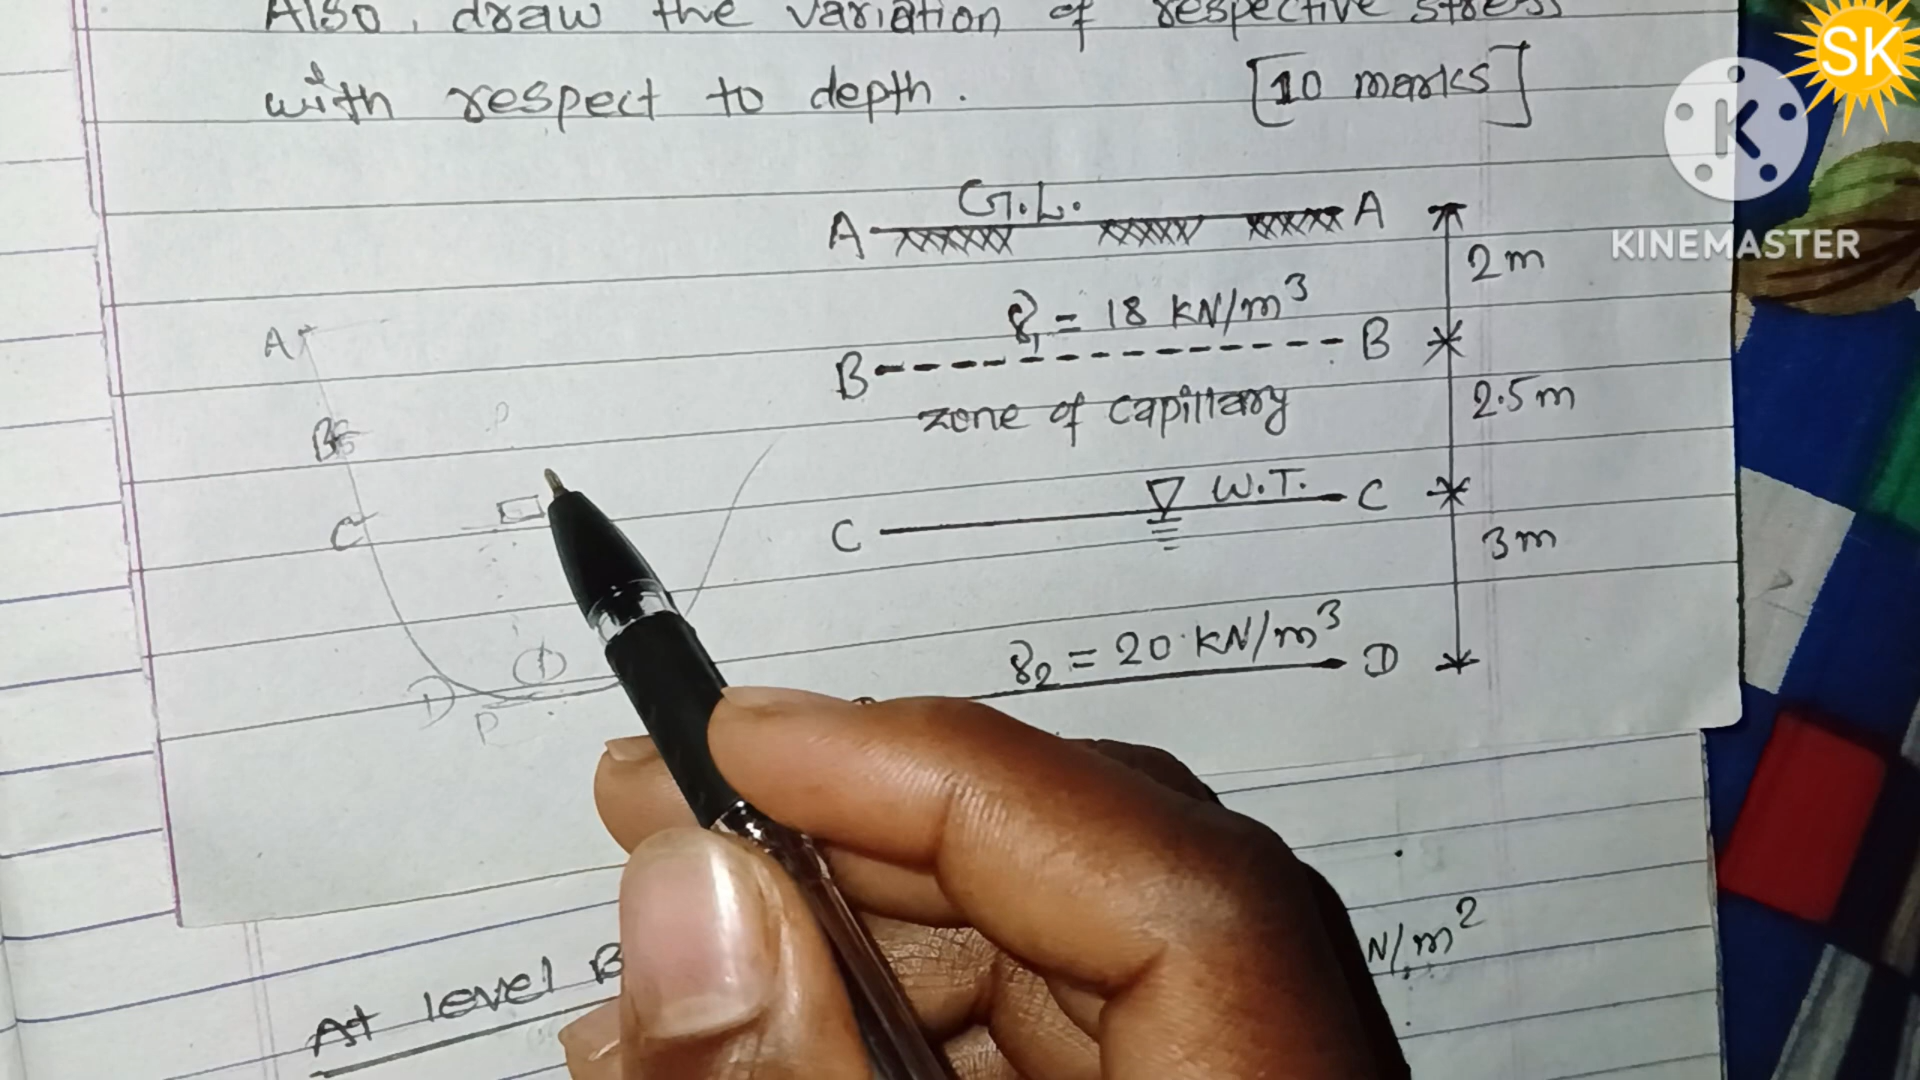 Also, draw the variation of respective stress
with respect to depth. [10 marks]
SK
K
KINEMASTER
A G.L. A
2m
γ1 = 18 KN/m³
B B
zone of capillary
2.5m
C W.T. C
3m
γ2 = 20 KN/m³ D
A
B
C
D
P
At level B
N/m²